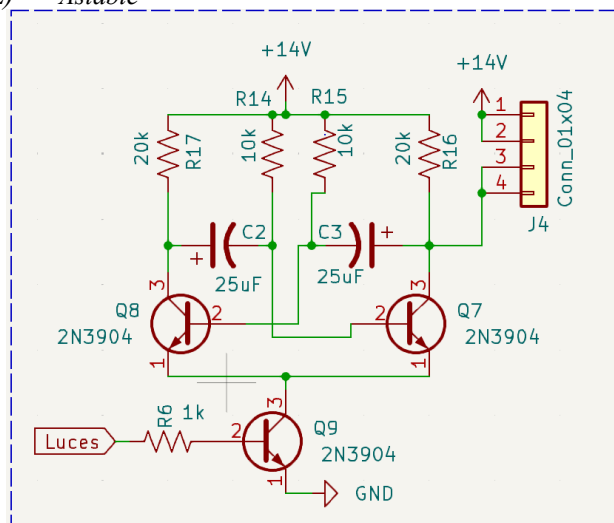 Astable
+14V
+14V
R14
R15
1
20k
R17
10k
10k
20k
R16
2
3
4
Conn_01x04
J4
C2
C3
+
+
25uF
25uF
3
3
Q8
2
2
Q7
2N3904
2N3904
1
1
R6
1k
3
Luces
2
Q9
2N3904
1
GND